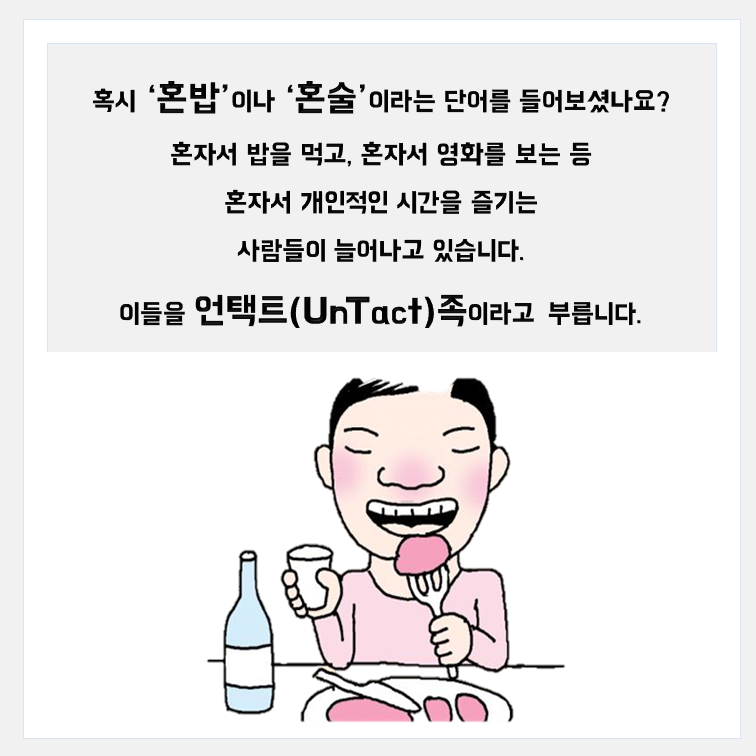 혹시 ‘혼밥’이나 ‘혼술’이라는 단어를 들어보셨나요?
혼자서 밥을 먹고, 혼자서 영화를 보는 등
혼자서 개인적인 시간을 즐기는
사람들이 늘어나고 있습니다.
이들을 언택트(UnTact)족이라고 부릅니다.